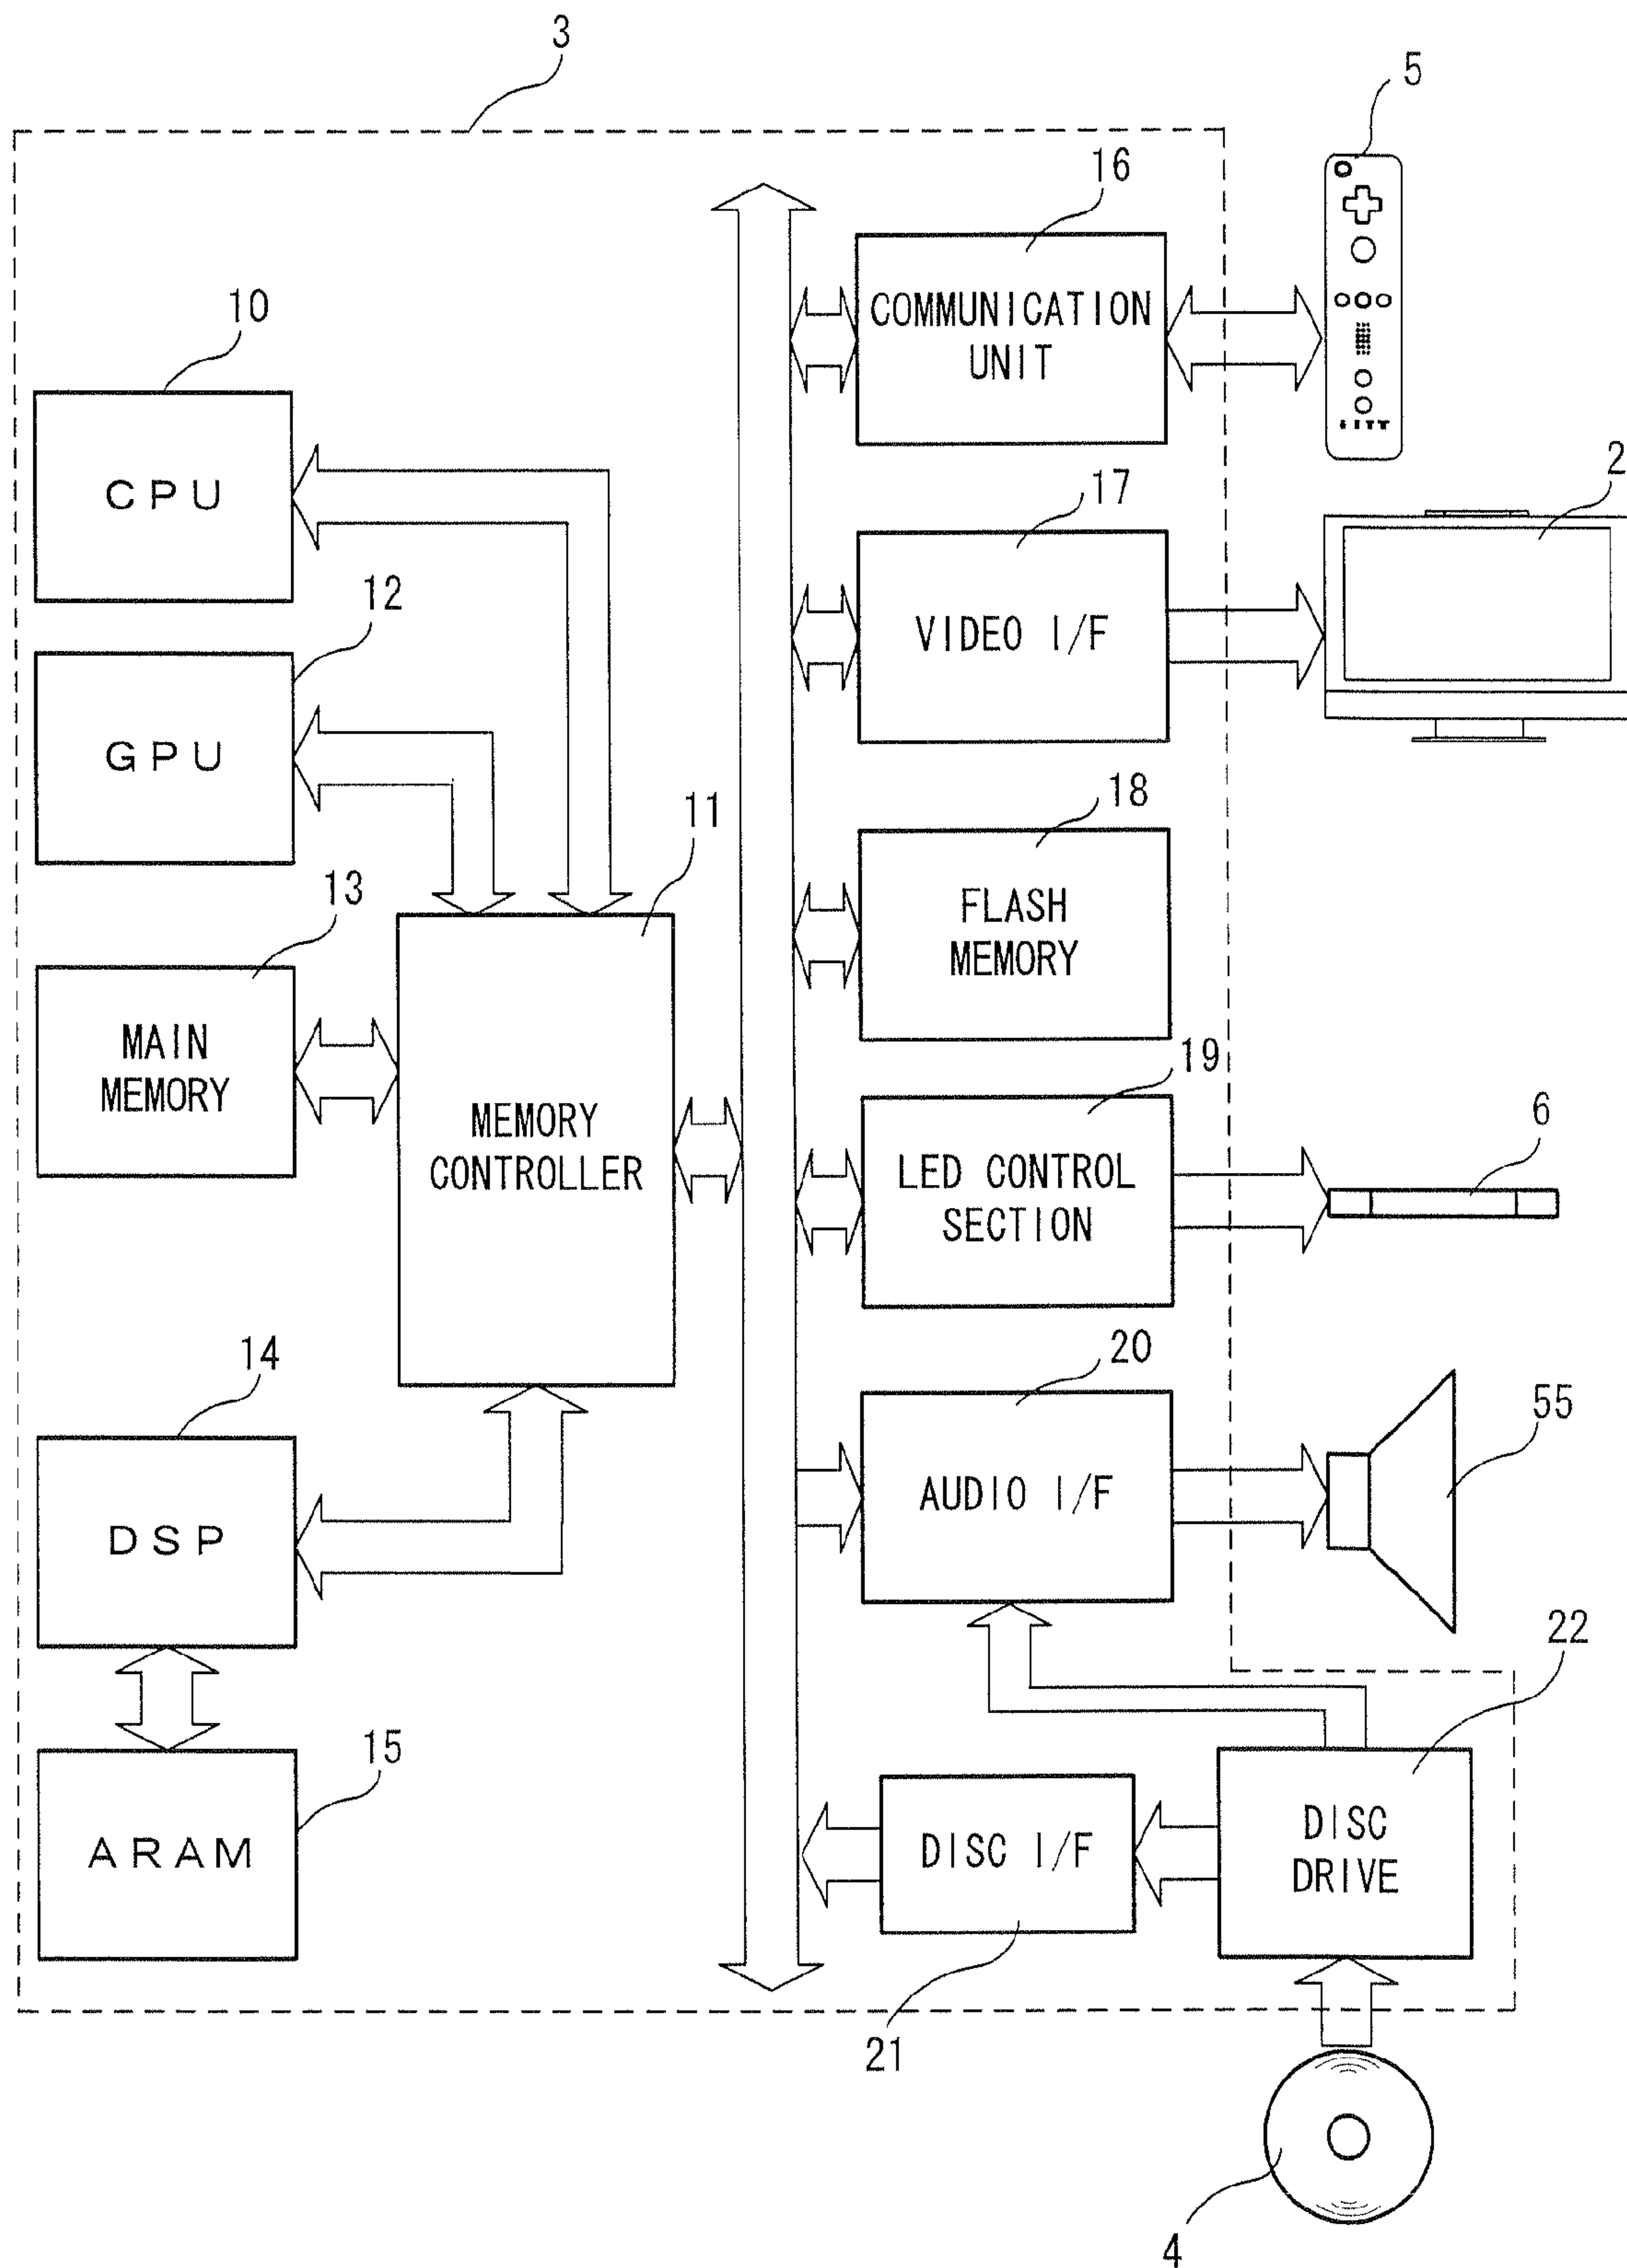 3
5
16
COMMUNICATION
UNIT
10
CPU
2
17
VIDEO I/F
12
GPU
18
FLASH
MEMORY
11
13
MAIN
MEMORY
MEMORY
CONTROLLER
19
LED CONTROL
SECTION
6
14
DSP
20
AUDIO I/F
55
22
DISC
DRIVE
15
ARAM
DISC I/F
21
4